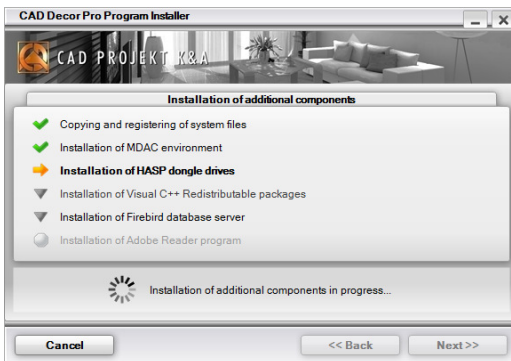 CAD Decor Pro Program Installer
CAD PROJEKT K&A
Installation of additional components
Copying and registering of system files
Installation of MDAC environment
Installation of HASP dongle drives
Installation of Visual C++ Redistributable packages
Installation of Firebird database server
Installation of Adobe Reader program
Installation of additional components in progress...
Cancel
<< Back
Next >>